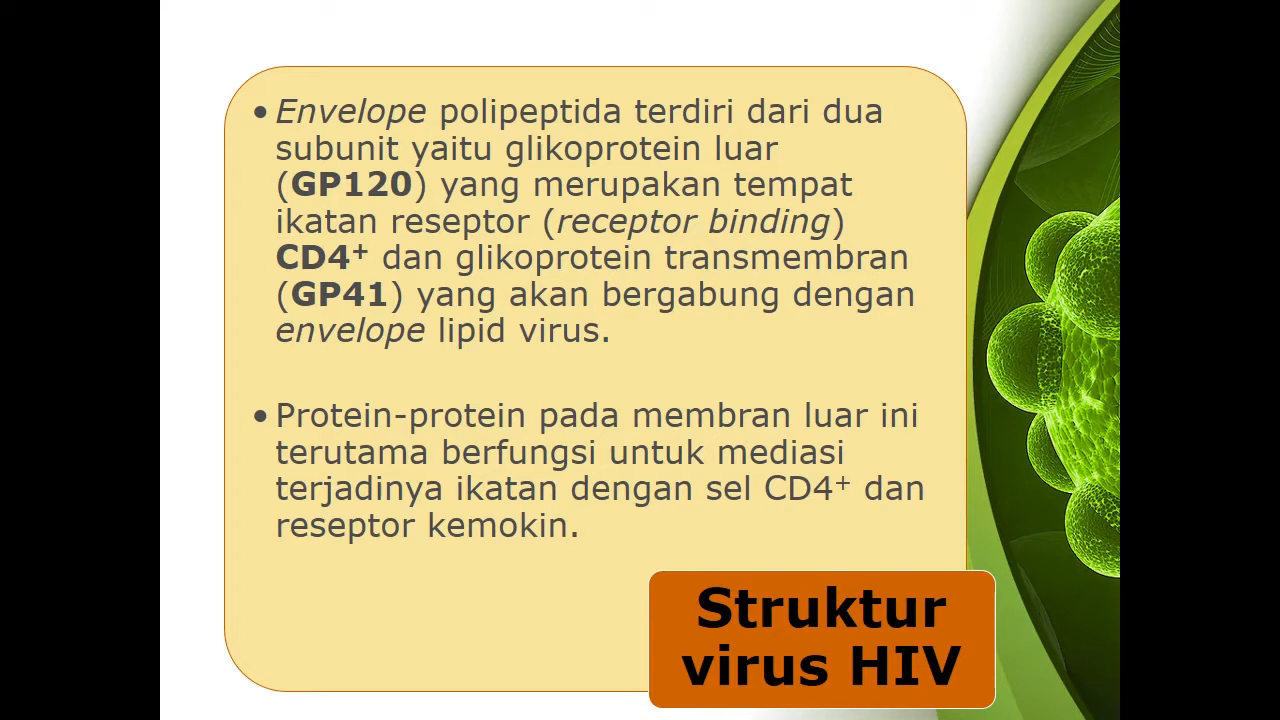 • Envelope polipeptida terdiri dari dua
subunit yaitu glikoprotein luar
(GP120) yang merupakan tempat
ikatan reseptor (receptor binding)
CD4⁺ dan glikoprotein transmembran
(GP41) yang akan bergabung dengan
envelope lipid virus.
• Protein-protein pada membran luar ini
terutama berfungsi untuk mediasi
terjadinya ikatan dengan sel CD4⁺ dan
reseptor kemokin.
Struktur
virus HIV